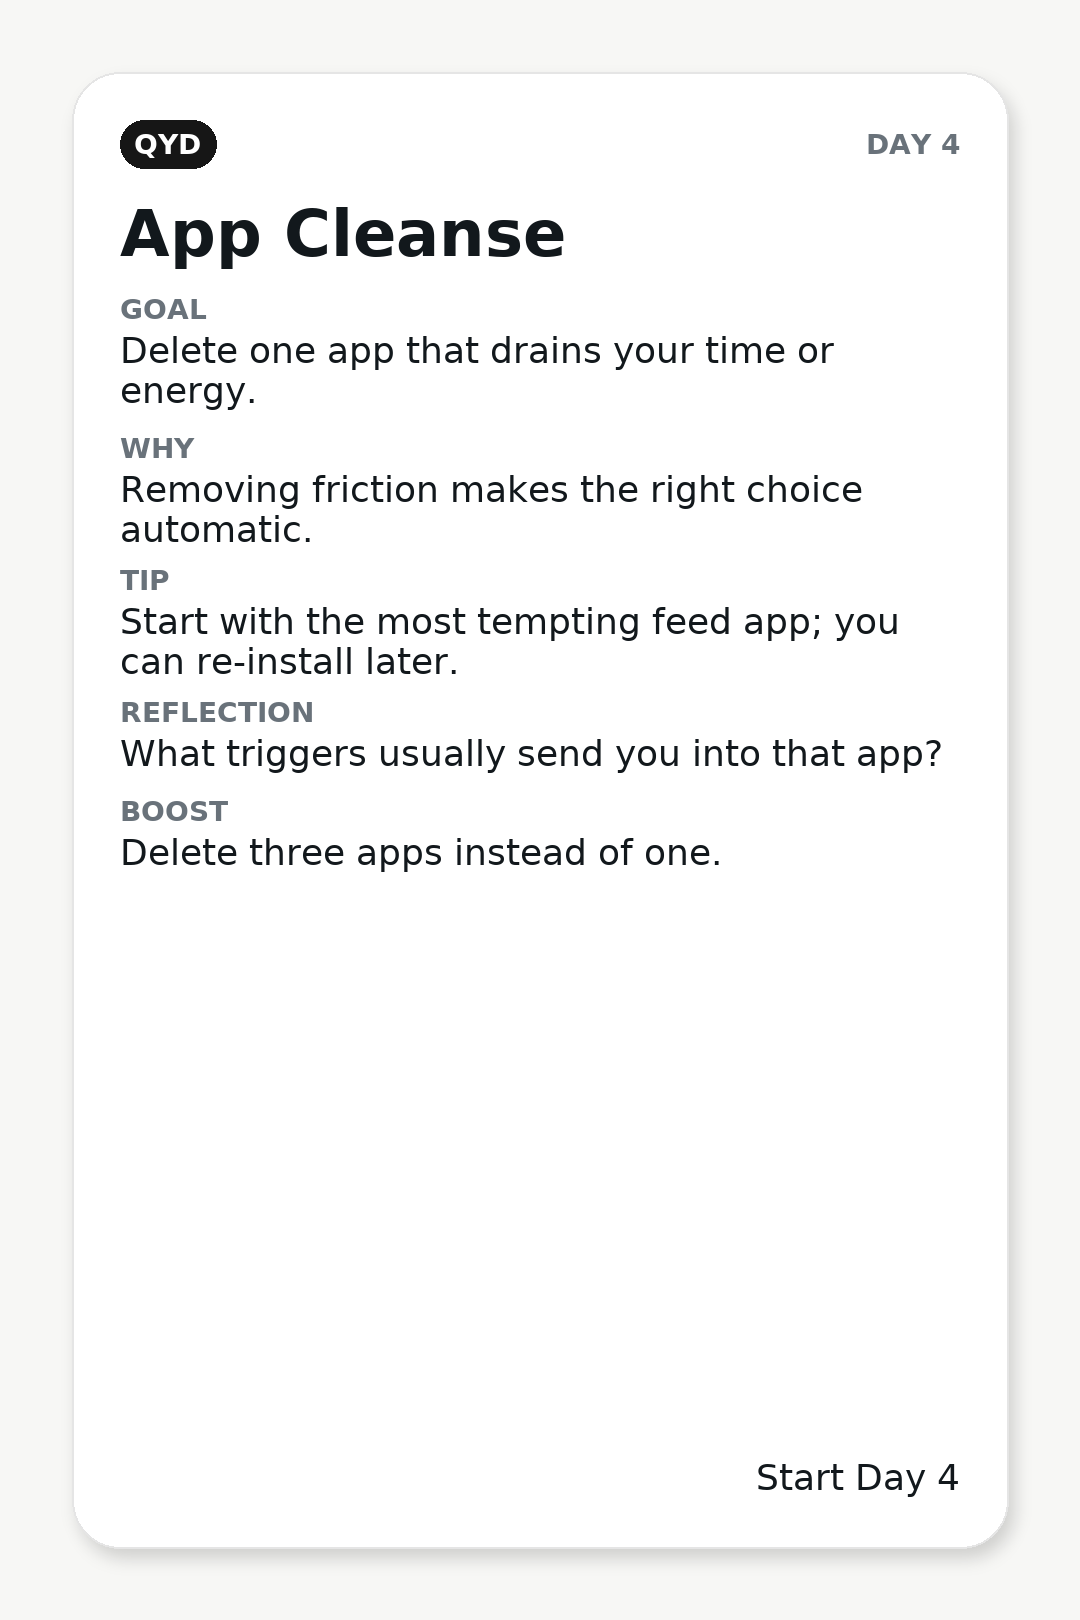 QYD
DAY 4
App Cleanse
GOAL
Delete one app that drains your time or
energy.
WHY
Removing friction makes the right choice
automatic.
TIP
Start with the most tempting feed app; you
can re-install later.
REFLECTION
What triggers usually send you into that app?
BOOST
Delete three apps instead of one.
Start Day 4